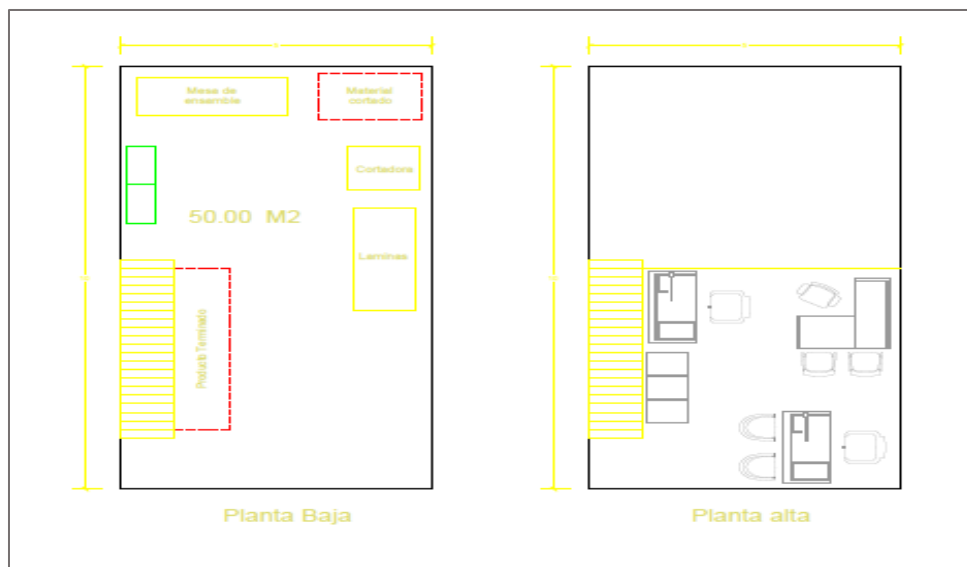 Mesa de
ensamble
Material
cortado
Cortadora
50.00 M2
Laminas
Producto Terminado
Planta Baja
Planta alta